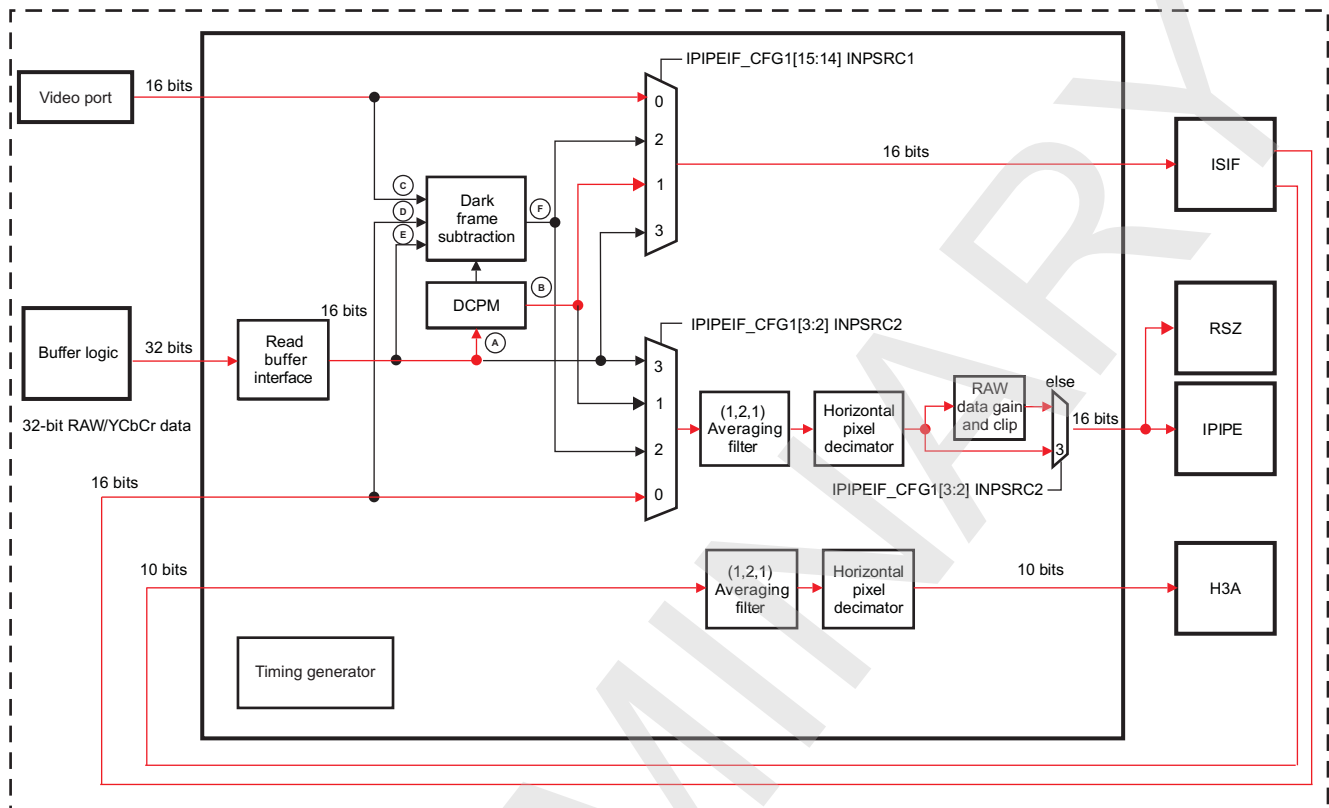 IPIPEIF_CFG1[15:14] INPSRC1
Video port
16 bits
0
2
1
3
16 bits
ISIF
C
D
E
Dark
frame
subtraction
F
DCPM
B
A
16 bits
Buffer logic
32 bits
Read
buffer
interface
32-bit RAW/YCbCr data
IPIPEIF_CFG1[3:2] INPSRC2
3
1
2
0
(1,2,1)
Averaging
filter
Horizontal
pixel
decimator
RAW
data gain
and clip
else
3
16 bits
IPIPEIF_CFG1[3:2] INPSRC2
RSZ
IPIPE
16 bits
10 bits
(1,2,1)
Averaging
filter
Horizontal
pixel
decimator
10 bits
H3A
Timing generator
MINARY